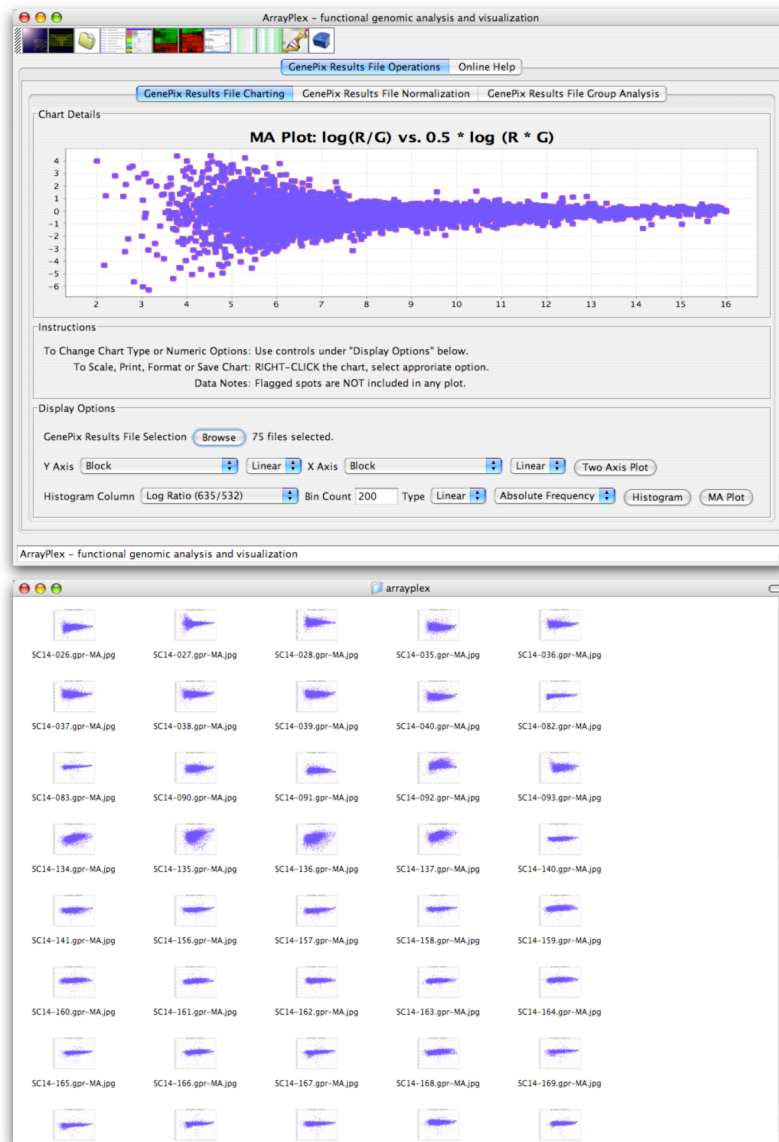 ArrayPlex – functional genomic analysis and visualization
GenePix Results File Operations Online Help
GenePix Results File Charting GenePix Results File Normalization GenePix Results File Group Analysis
Chart Details
MA Plot: log(R/G) vs. 0.5 * log (R * G)
4
3
2
1
0
-1
-2
-3
-4
-5
-6
2 3 4 5 6 7 8 9 10 11 12 13 14 15 16
Instructions
To Change Chart Type or Numeric Options: Use controls under "Display Options" below.
To Scale, Print, Format or Save Chart: RIGHT-CLICK the chart, select approriate option.
Data Notes: Flagged spots are NOT included in any plot.
Display Options
GenePix Results File Selection Browse 75 files selected.
Y Axis Block Linear X Axis Block Linear Two Axis Plot
Histogram Column Log Ratio (635/532) Bin Count 200 Type Linear Absolute Frequency Histogram MA Plot
ArrayPlex – functional genomic analysis and visualization
arrayplex
SC14-026.gpr-MA.jpg SC14-027.gpr-MA.jpg SC14-028.gpr-MA.jpg SC14-035.gpr-MA.jpg SC14-036.gpr-MA.jpg
SC14-037.gpr-MA.jpg SC14-038.gpr-MA.jpg SC14-039.gpr-MA.jpg SC14-040.gpr-MA.jpg SC14-082.gpr-MA.jpg
SC14-083.gpr-MA.jpg SC14-090.gpr-MA.jpg SC14-091.gpr-MA.jpg SC14-092.gpr-MA.jpg SC14-093.gpr-MA.jpg
SC14-134.gpr-MA.jpg SC14-135.gpr-MA.jpg SC14-136.gpr-MA.jpg SC14-137.gpr-MA.jpg SC14-140.gpr-MA.jpg
SC14-141.gpr-MA.jpg SC14-156.gpr-MA.jpg SC14-157.gpr-MA.jpg SC14-158.gpr-MA.jpg SC14-159.gpr-MA.jpg
SC14-160.gpr-MA.jpg SC14-161.gpr-MA.jpg SC14-162.gpr-MA.jpg SC14-163.gpr-MA.jpg SC14-164.gpr-MA.jpg
SC14-165.gpr-MA.jpg SC14-166.gpr-MA.jpg SC14-167.gpr-MA.jpg SC14-168.gpr-MA.jpg SC14-169.gpr-MA.jpg